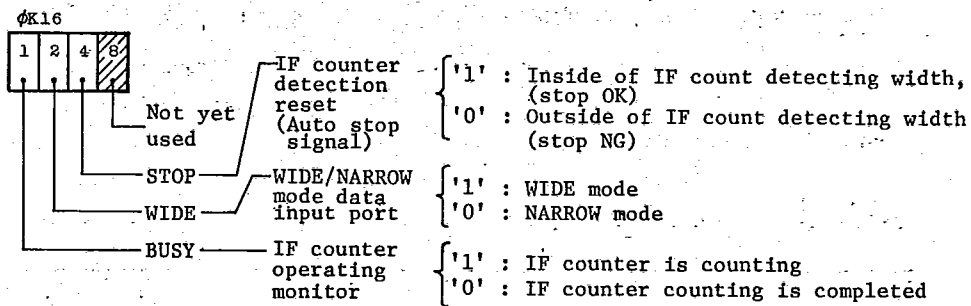 φK16
1 2 4 8
IF counter
detection
reset
(Auto stop
signal)
'1' : Inside of IF count detecting width,
(stop OK)
'0' : Outside of IF count detecting width
(stop NG)
Not yet
used
STOP
WIDE/NARROW
mode data
input port
'1' : WIDE mode
'0' : NARROW mode
WIDE
BUSY
IF counter
operating
monitor
'1' : IF counter is counting
'0' : IF counter counting is completed